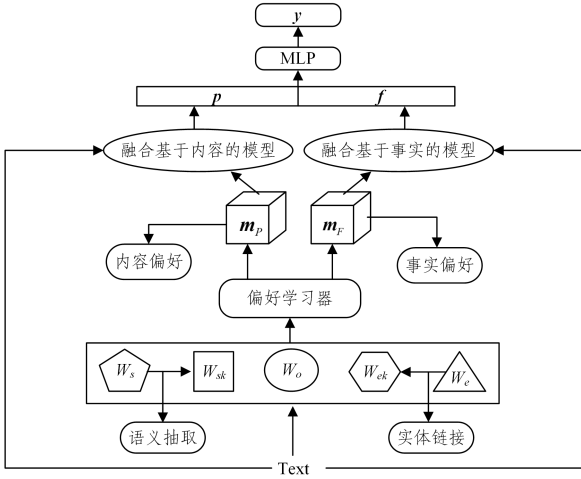 y
MLP
p f
融合基于内容的模型 融合基于事实的模型
m_P m_F
内容偏好 事实偏好
偏好学习器
W_s W_sk W_o W_ek W_e
语义抽取 实体链接
Text